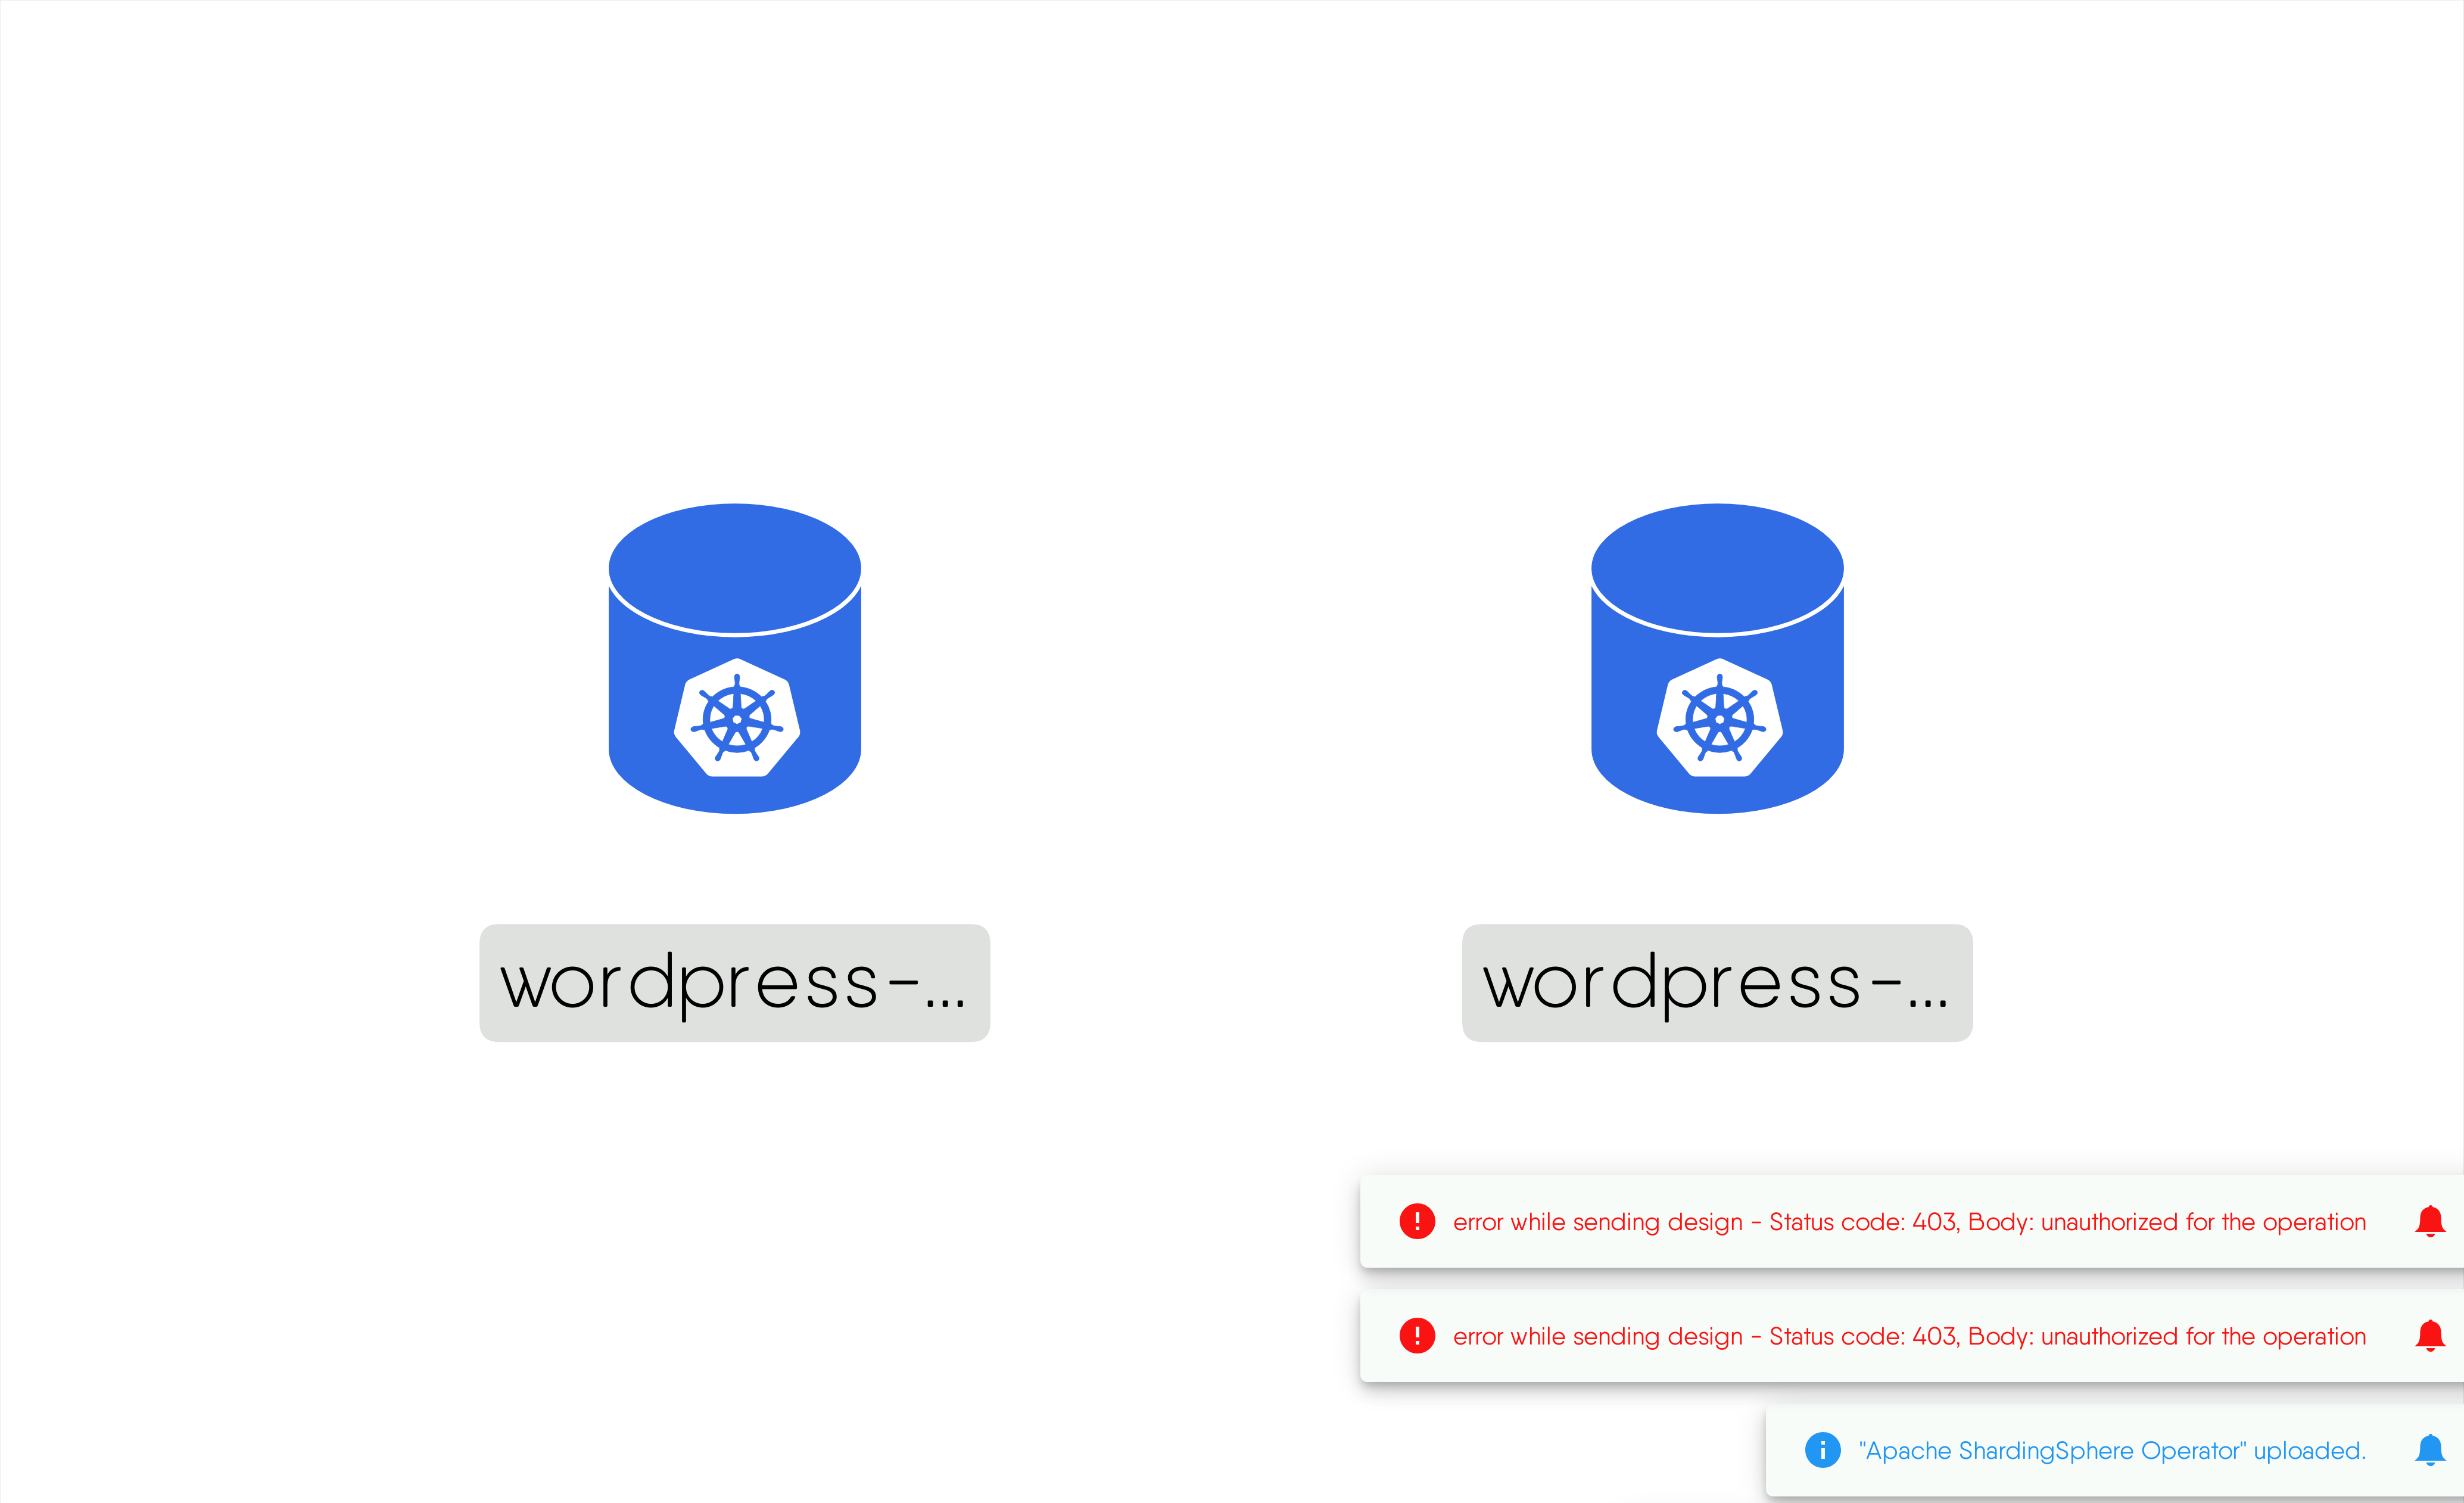 wordpress-...
wordpress-...
error while sending design - Status code: 403, Body: unauthorized for the operation
error while sending design - Status code: 403, Body: unauthorized for the operation
"Apache ShardingSphere Operator" uploaded.